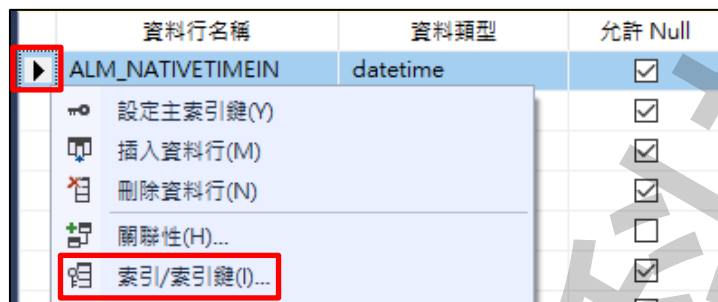 資料行名稱 資料類型 允許 Null
ALM_NATIVETIMEIN datetime
設定主索引鍵(Y)
插入資料行(M)
刪除資料行(N)
關聯性(H)...
索引/索引鍵(I)...